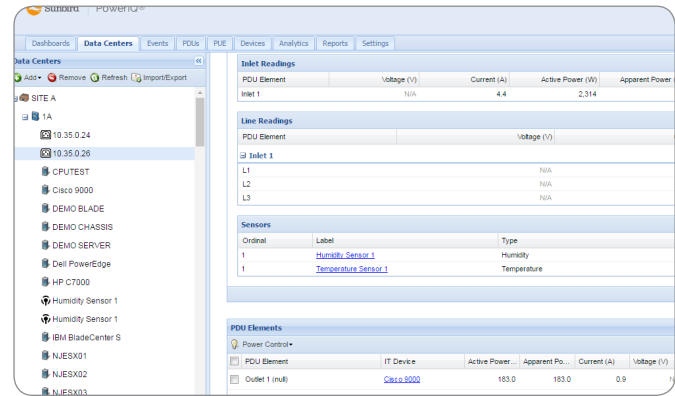 Sunbird PowerIQ®
Dashboards Data Centers Events PDUs PUE Devices Analytics Reports Settings
Data Centers «
Add Remove Refresh Import/Export
SITE A
1A
10.35.0.24
10.35.0.26
CPUTEST
Cisco 9000
DEMO BLADE
DEMO CHASSIS
DEMO SERVER
Dell PowerEdge
HP C7000
Humidity Sensor 1
Humidity Sensor 1
IBM BladeCenter S
NJESX01
NJESX02
NJESX03
Inlet Readings
PDU Element Voltage (V) Current (A) Active Power (W) Apparent Power
Inlet 1 N/A 4.4 2,314
Line Readings
PDU Element Voltage (V)
Inlet 1
L1 N/A
L2 N/A
L3 N/A
Sensors
Ordinal Label Type
1 Humidity Sensor 1 Humidity
1 Temperature Sensor 1 Temperature
PDU Elements
Power Control
PDU Element IT Device Active Power... Apparent Po... Current (A) Voltage (V)
Outlet 1 (null) Cisco 9000 183.0 183.0 0.9 N